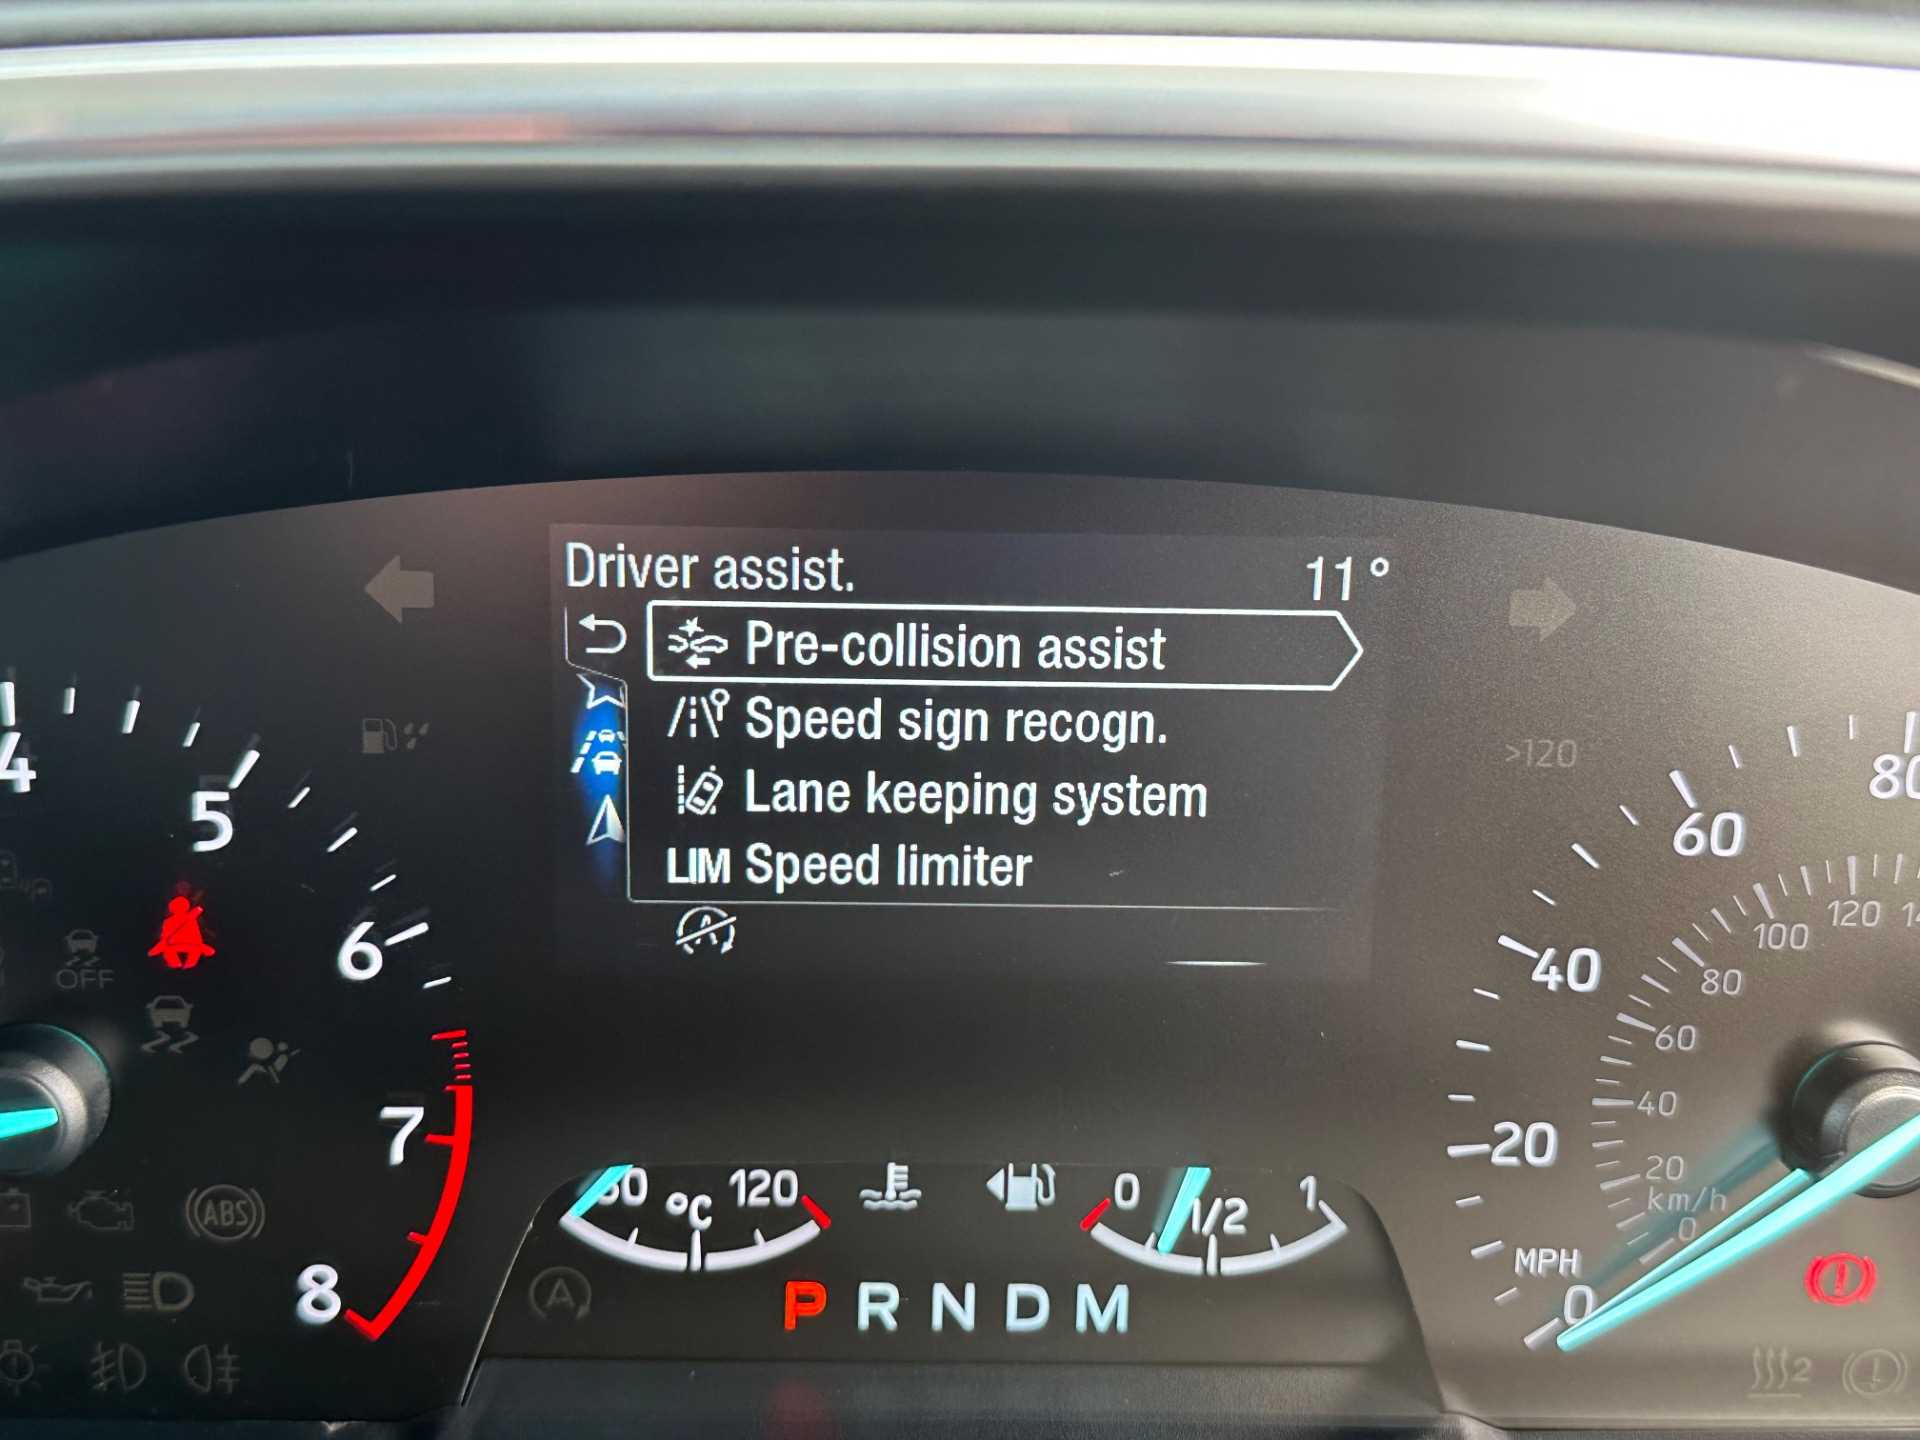 Driver assist. 11°
Pre-collision assist
Speed sign recogn.
Lane keeping system
LIM Speed limiter
4
5
6
7
8
OFF
ABS
>120
80
60
40
20
0
MPH
120
100
80
60
40
20
km/h
0
°C 120
0 1/2 1
P R N D M
A
2